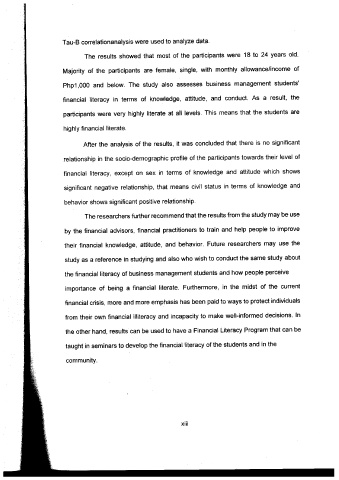 Tau-B correlationanalysis were used to analyze data.
The results showed that most of the participants were 18 to 24 years old.
Majority of the participants are female, single, with monthly allowance/income of
Php1,000 and below. The study also assesses business management students'
financial literacy in terms of knowledge, attitude, and conduct. As a result, the
participants were very highly literate at all levels. This means that the students are
highly financial literate.
After the analysis of the results, it was concluded that there is no significant
relationship in the socio-demographic profile of the participants towards their level of
financial literacy, except on sex in terms of knowledge and attitude which shows
significant negative relationship, that means civil status in terms of knowledge and
behavior shows significant positive relationship.
The researchers further recommend that the results from the study may be use
by the financial advisors, financial practitioners to train and help people to improve
their financial knowledge, attitude, and behavior. Future researchers may use the
study as a reference in studying and also who wish to conduct the same study about
the financial literacy of business management students and how people perceive
importance of being a financial literate. Furthermore, in the midst of the current
financial crisis, more and more emphasis has been paid to ways to protect individuals
from their own financial illiteracy and incapacity to make well-informed decisions. In
the other hand, results can be used to have a Financial Literacy Program that can be
taught in seminars to develop the financial literacy of the students and in the
community.
xiii